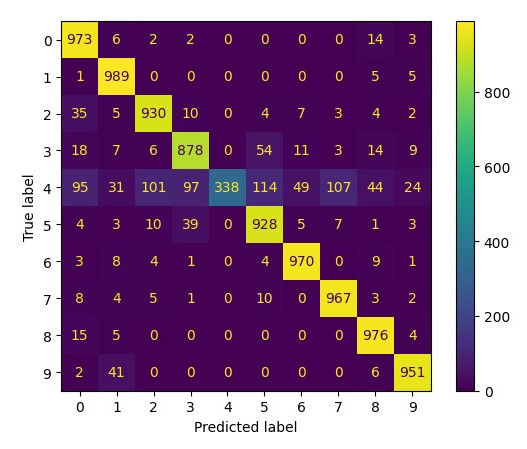 0 973 6 2 2 0 0 0 0 14 3
1 1 989 0 0 0 0 0 0 5 5
2 35 5 930 10 0 4 7 3 4 2
3 18 7 6 878 0 54 11 3 14 9
4 95 31 101 97 338 114 49 107 44 24
5 4 3 10 39 0 928 5 7 1 3
6 3 8 4 1 0 4 970 0 9 1
7 8 4 5 1 0 10 0 967 3 2
8 15 5 0 0 0 0 0 0 976 4
9 2 41 0 0 0 0 0 0 6 951
0 1 2 3 4 5 6 7 8 9
Predicted label
True label
800
600
400
200
0